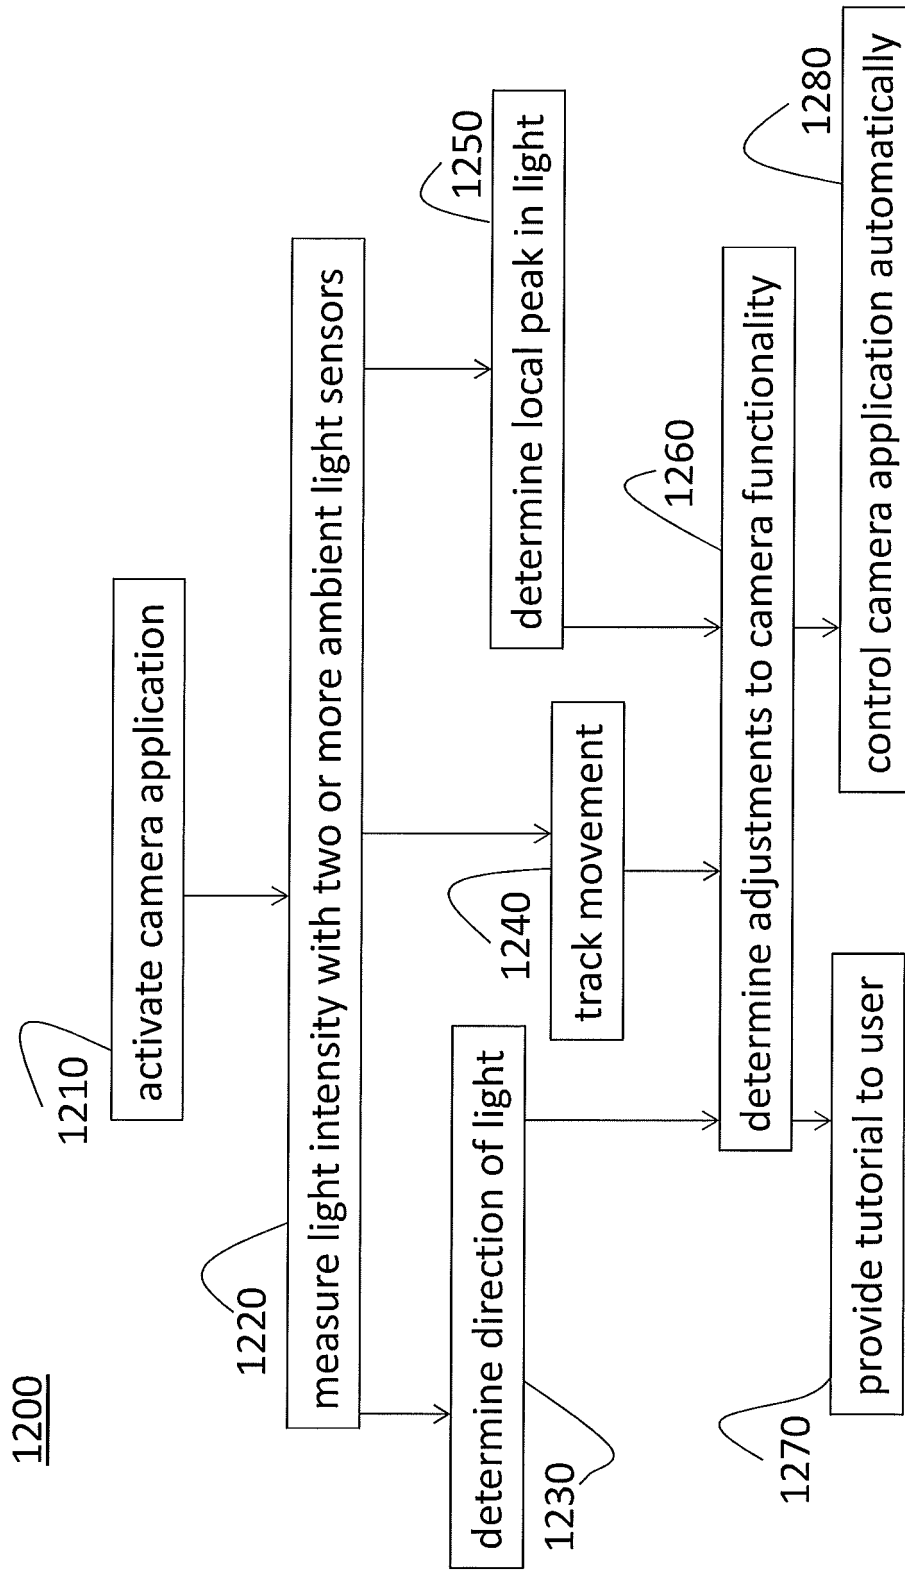 1200
1210
activate camera application
1220
measure light intensity with two or more ambient light sensors
1230
determine direction of light
1240
track movement
1250
determine local peak in light
1260
determine adjustments to camera functionality
1270
provide tutorial to user
1280
control camera application automatically